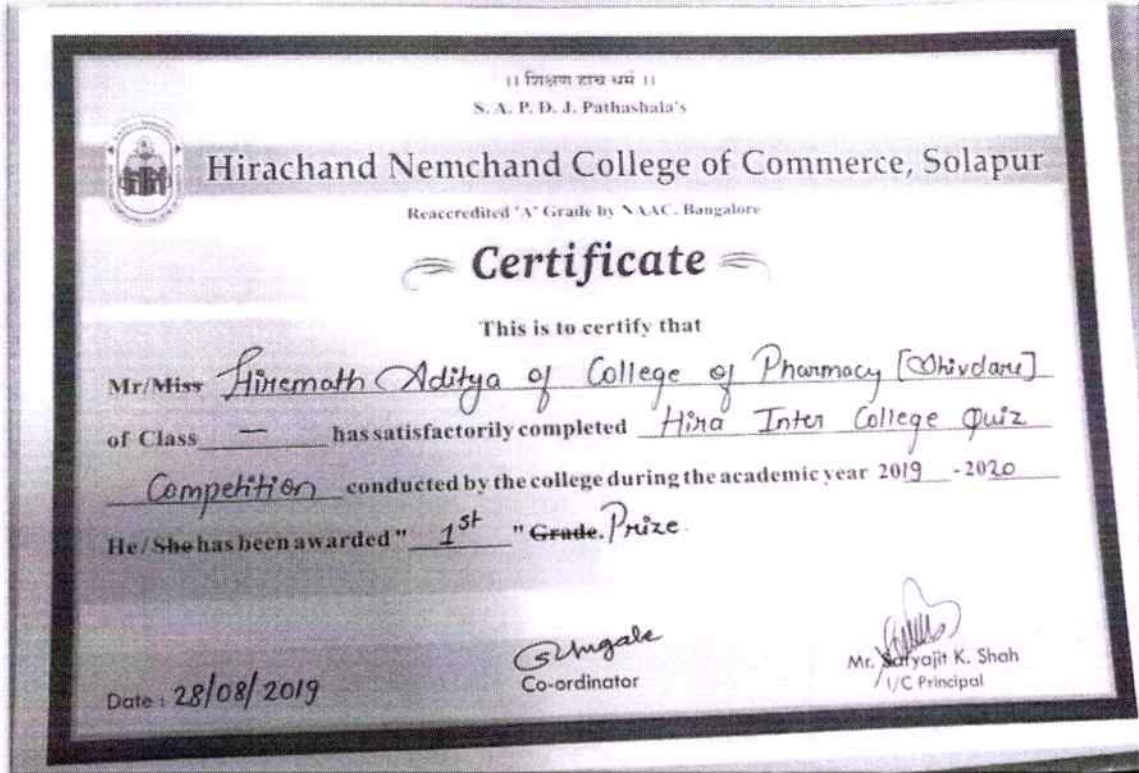 ।। शिक्षण हाच धर्म ।।
S. A. P. D. J. Pathashala's
Hirachand Nemchand College of Commerce, Solapur
Reaccredited 'A' Grade by NAAC. Bangalore
Certificate
This is to certify that
Mr/Miss Hiremath Aditya of College of Pharmacy [Shivdare]
of Class — has satisfactorily completed Hira Inter College Quiz
Competition conducted by the college during the academic year 2019 -2020
He/She has been awarded " 1st " Grade. Prize.
Date : 28/08/2019
Co-ordinator
Mr. Satyajit K. Shah
I/C Principal